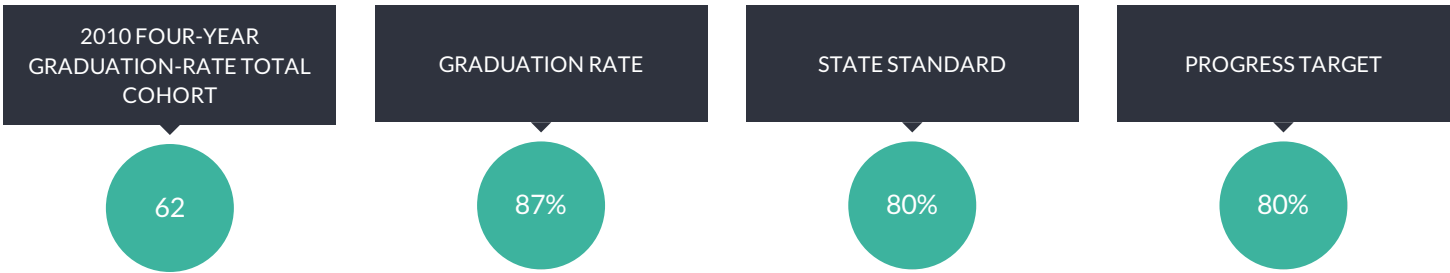 2010 FOUR-YEAR
GRADUATION-RATE TOTAL
COHORT
62
GRADUATION RATE
87%
STATE STANDARD
80%
PROGRESS TARGET
80%